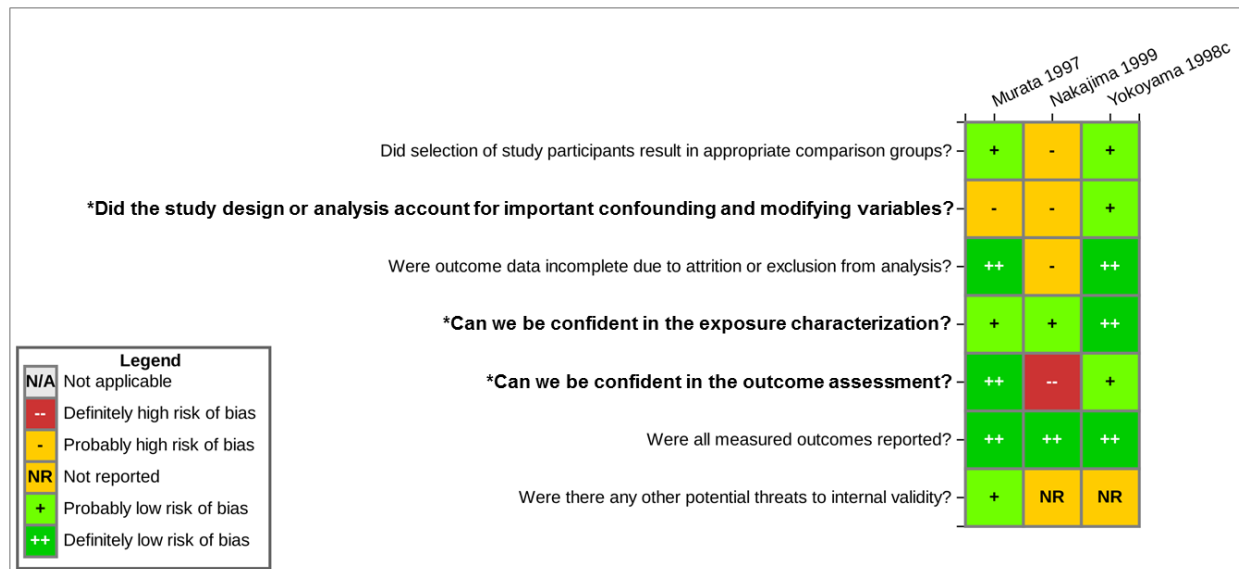 Murata 1997
Nakajima 1999
Yokoyama 1998c
Did selection of study participants result in appropriate comparison groups? + - +
*Did the study design or analysis account for important confounding and modifying variables? - - +
Were outcome data incomplete due to attrition or exclusion from analysis? ++ - ++
*Can we be confident in the exposure characterization? + + ++
*Can we be confident in the outcome assessment? ++ -- +
Were all measured outcomes reported? ++ ++ ++
Were there any other potential threats to internal validity? + NR NR
Legend
N/A Not applicable
-- Definitely high risk of bias
- Probably high risk of bias
NR Not reported
+ Probably low risk of bias
++ Definitely low risk of bias